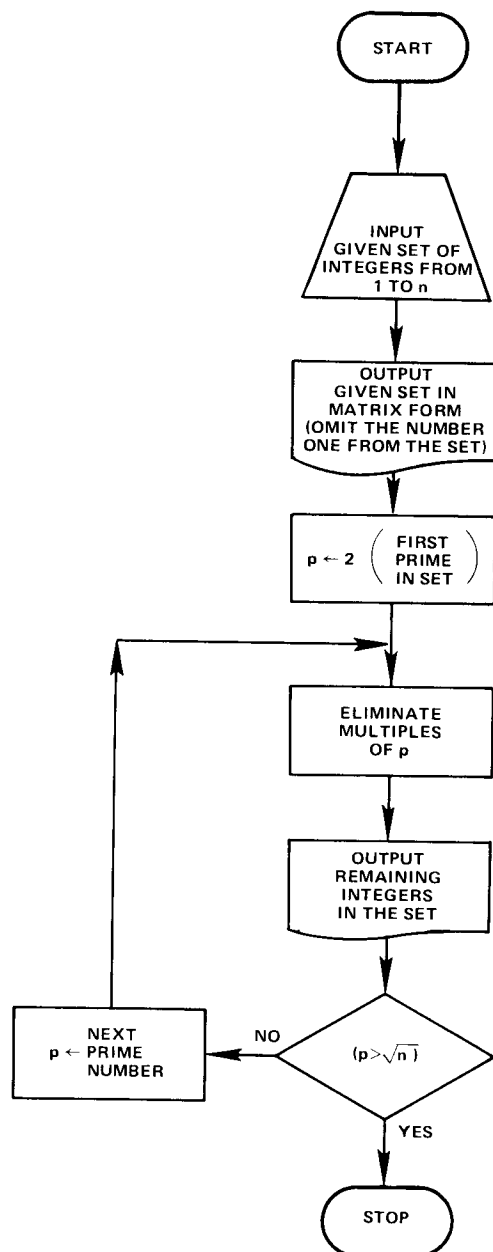 START
INPUT
GIVEN SET OF
INTEGERS FROM
1 TO n
OUTPUT
GIVEN SET IN
MATRIX FORM
(OMIT THE NUMBER
ONE FROM THE SET)
p ← 2 ( FIRST
PRIME
IN SET )
ELIMINATE
MULTIPLES
OF p
OUTPUT
REMAINING
INTEGERS
IN THE SET
(p>√n)
NO
NEXT
p ← PRIME
NUMBER
YES
STOP